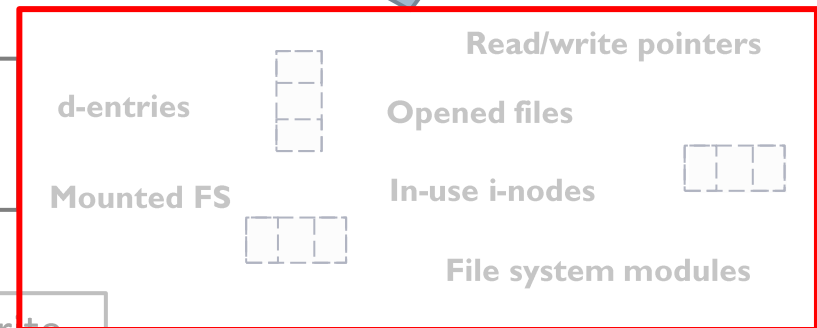 Read/write pointers
d-entries
Opened files
Mounted FS
In-use i-nodes
File system modules